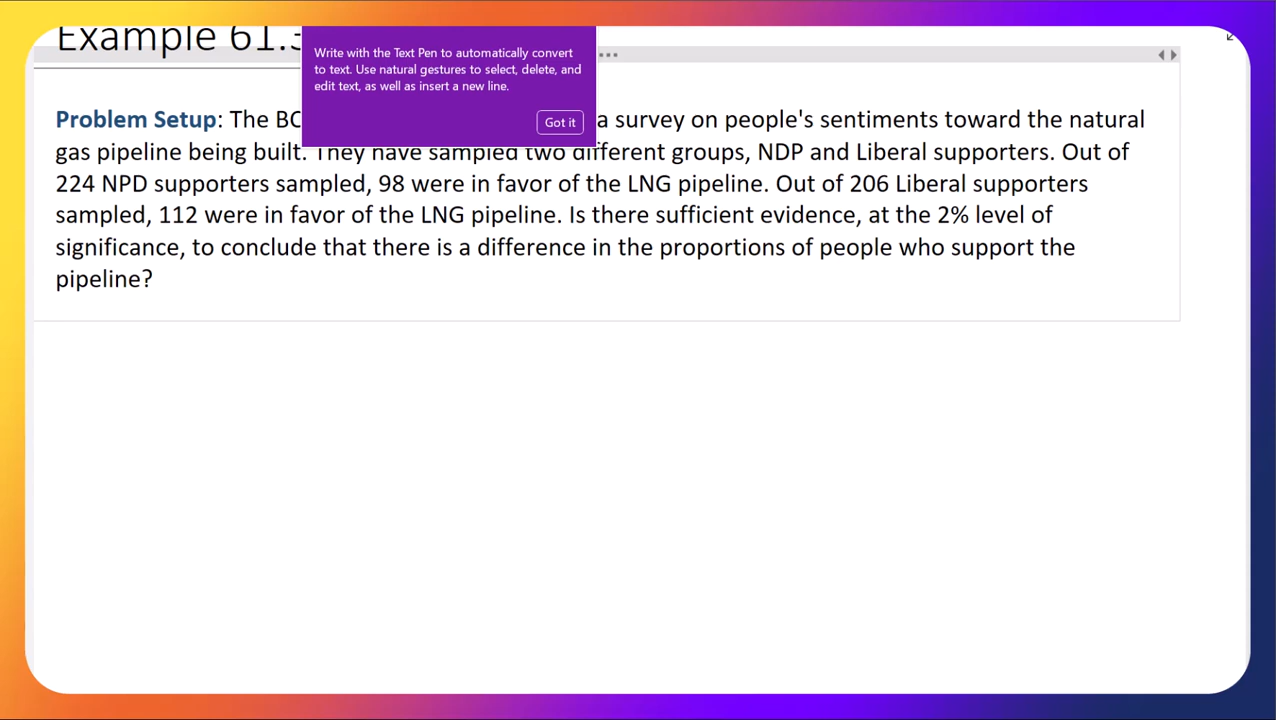 Example 61.
Write with the Text Pen to automatically convert
to text. Use natural gestures to select, delete, and
edit text, as well as insert a new line.
Got it
Problem Setup: The BC a survey on people's sentiments toward the natural
gas pipeline being built. They have sampled two different groups, NDP and Liberal supporters. Out of
224 NPD supporters sampled, 98 were in favor of the LNG pipeline. Out of 206 Liberal supporters
sampled, 112 were in favor of the LNG pipeline. Is there sufficient evidence, at the 2% level of
significance, to conclude that there is a difference in the proportions of people who support the
pipeline?